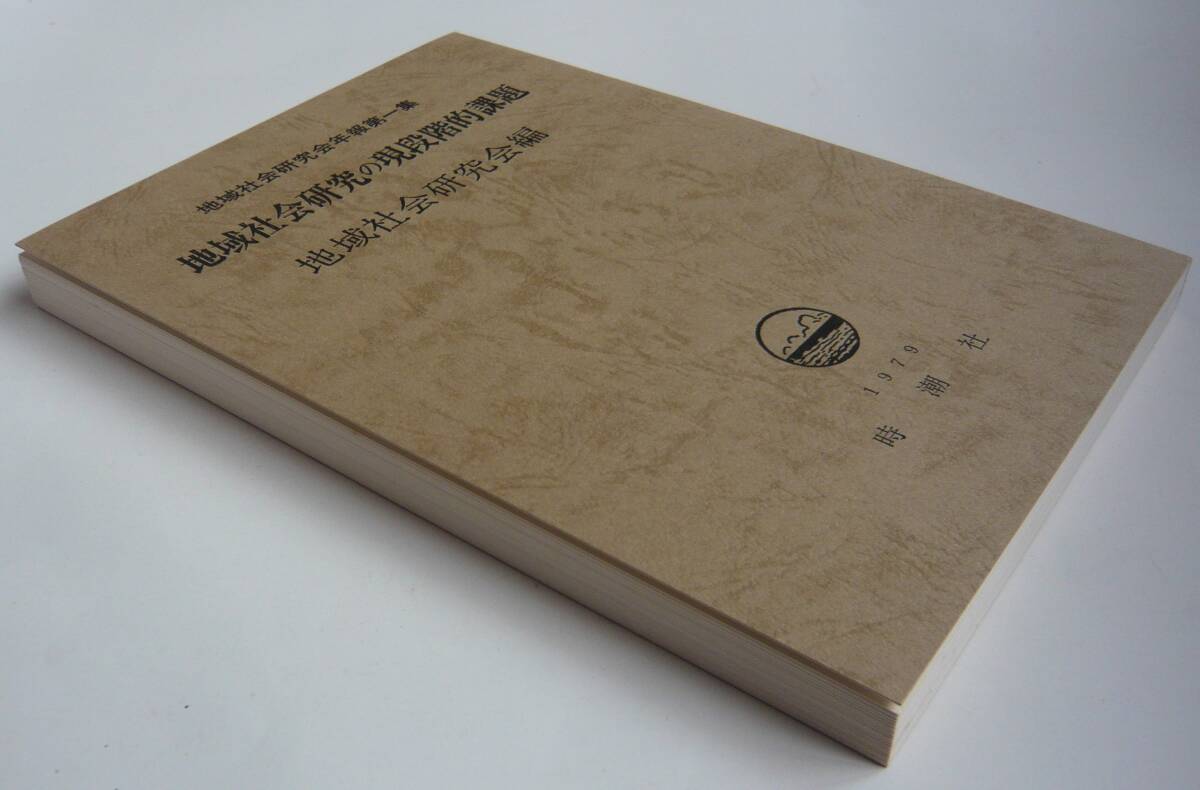 地域社会研究会年報第一集
地域社会研究の現段階的課題
地域社会研究会編
1979
時潮社